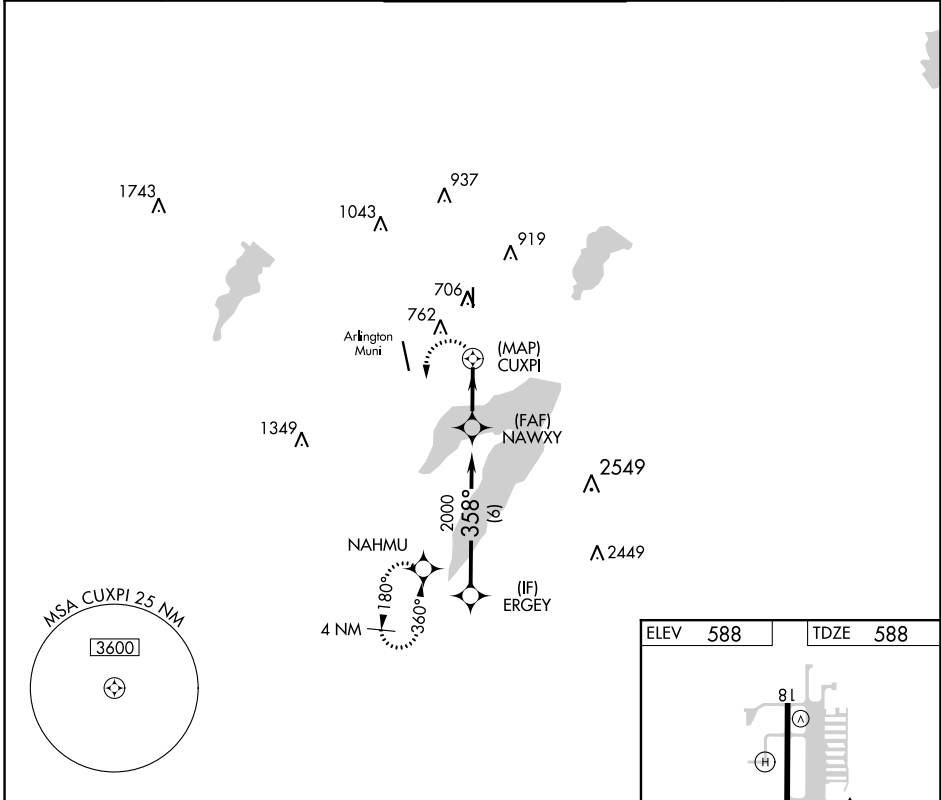 937
1743
1043
919
706
762
Arlington
Muni
(MAP)
CUXPI
(FAF)
NAWXY
1349
2549
2000
358°
(6)
NAHMU
2449
180°
360°
(IF)
ERGEY
4 NM
MSA CUXPI 25 NM
3600
ELEV 588
TDZE 588
18
V
H